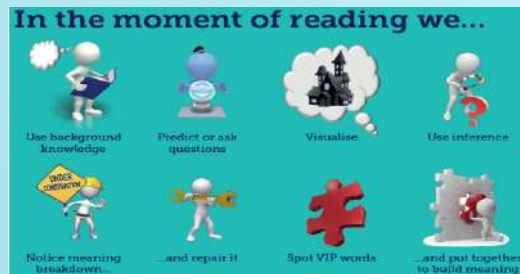 In the moment of reading we...
Use background
knowledge
Predict or ask
questions
Visualise
Use inference
UNDER
CONSTRUCTION
Notice meaning
breakdown...
...and repair it
Spot VIP words
...and put together
to build meaning